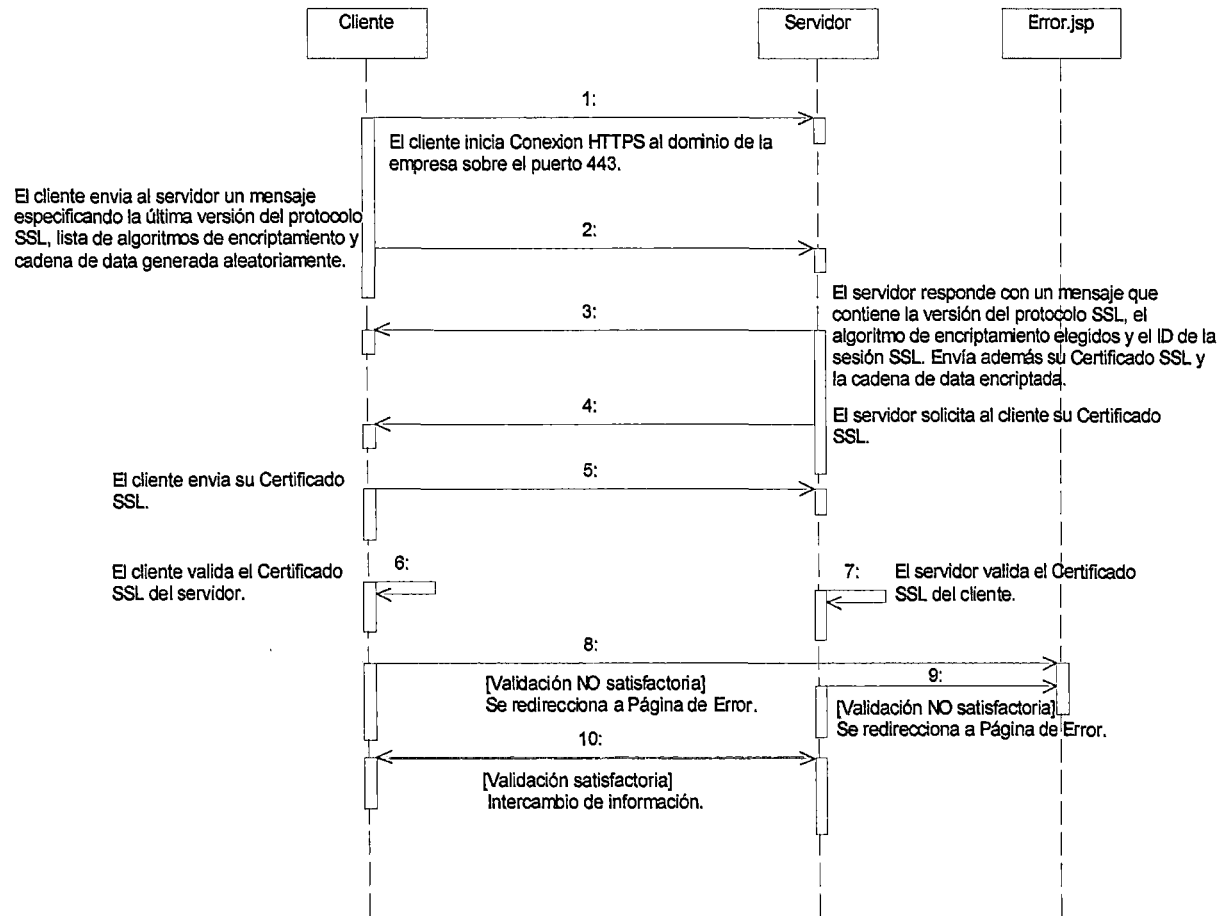 Cliente
Servidor
Error.jsp
1:
El cliente inicia Conexion HTTPS al dominio de la
empresa sobre el puerto 443.
El cliente envia al servidor un mensaje
especificando la última versión del protocolo
SSL, lista de algoritmos de encriptamiento y
cadena de data generada aleatoriamente.
2:
El servidor responde con un mensaje que
contiene la versión del protocolo SSL, el
algoritmo de encriptamiento elegidos y el ID de la
sesión SSL. Envía además su Certificado SSL y
la cadena de data encriptada.
3:
4:
El servidor solicita al cliente su Certificado
SSL.
5:
El cliente envia su Certificado
SSL.
6:
El cliente valida el Certificado
SSL del servidor.
7:
El servidor valida el Certificado
SSL del cliente.
8:
[Validación NO satisfactoria]
Se redirecciona a Página de Error.
9:
[Validación NO satisfactoria]
Se redirecciona a Página de Error.
10:
[Validación satisfactoria]
Intercambio de información.